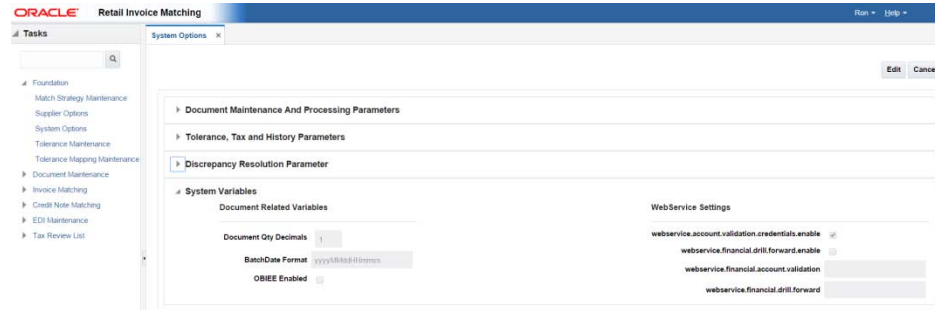 ORACLE Retail Invoice Matching Ron Help
Tasks
System Options ×
Edit Cance
Foundation
Match Strategy Maintenance
Supplier Options
System Options
Tolerance Maintenance
Tolerance Mapping Maintenance
Document Maintenance
Invoice Matching
Credit Note Matching
EDI Maintenance
Tax Review List
Document Maintenance And Processing Parameters
Tolerance, Tax and History Parameters
Discrepancy Resolution Parameter
System Variables
Document Related Variables
Document Qty Decimals 1
BatchDate Format yyyyMMddHHmmss
OBIEE Enabled
WebService Settings
webservice.account.validation.credentials.enable
webservice.financial.drill.forward.enable
webservice.financial.account.validation
webservice.financial.drill.forward